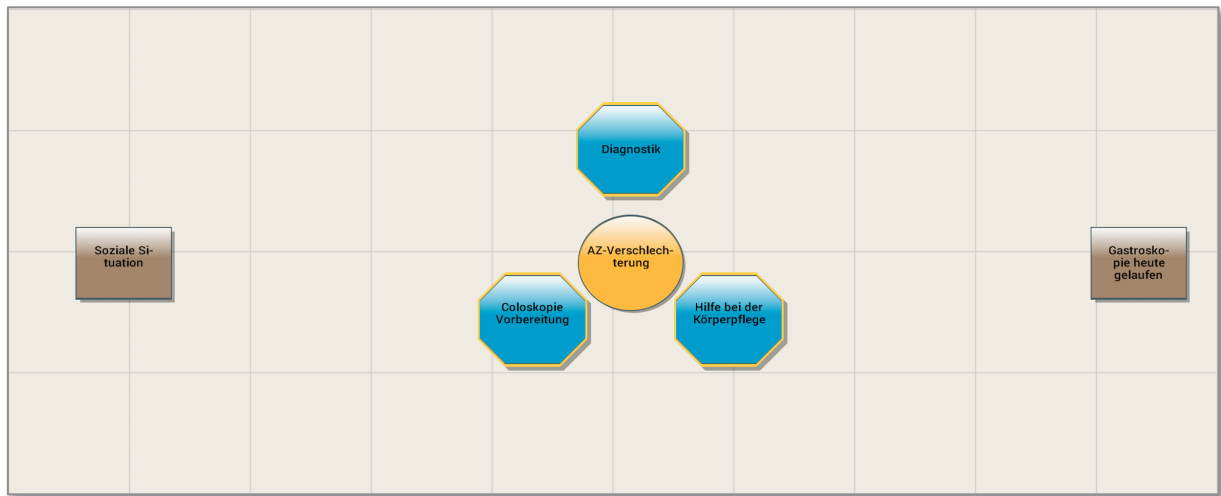 Diagnostik
Soziale Si-
tuation
AZ-Verschlech-
terung
Gastrosko-
pie heute
gelaufen
Coloskopie
Vorbereitung
Hilfe bei der
Körperpflege